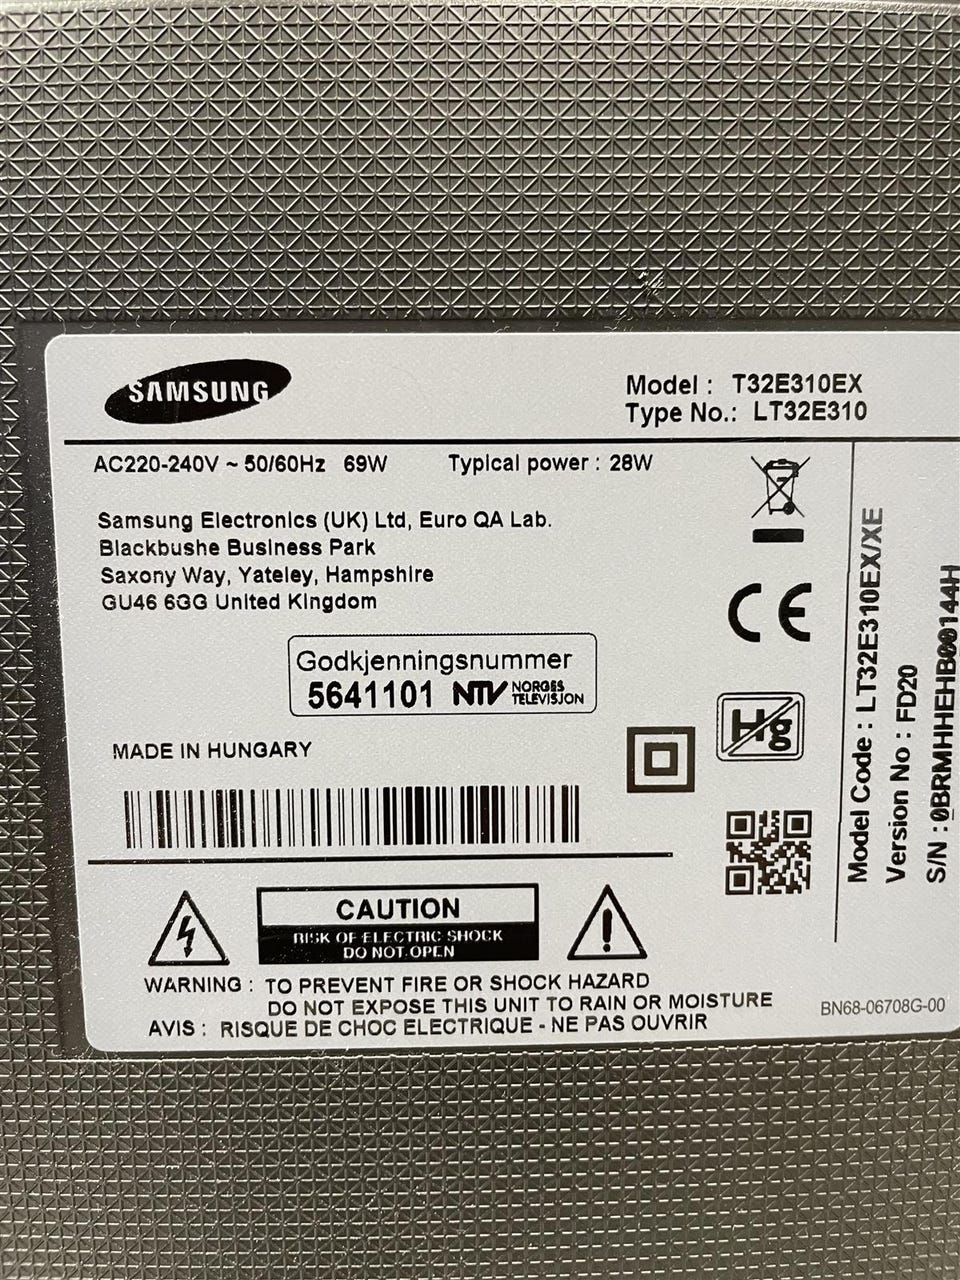 SAMSUNG
Model : T32E310EX
Type No.: LT32E310
AC220-240V ~ 50/60Hz 69W Typical power : 28W
Samsung Electronics (UK) Ltd, Euro QA Lab.
Blackbushe Business Park
Saxony Way, Yateley, Hampshire
GU46 6GG United Kingdom
Godkjenningsnummer
5641101 NTV NORGES
TELEVISJON
MADE IN HUNGARY
Hg
Model Code : LT32E310EX/XE
Version No : FD20
S/N : 0BRMHHEHB00144H
CAUTION
RISK OF ELECTRIC SHOCK
DO NOT OPEN
WARNING : TO PREVENT FIRE OR SHOCK HAZARD
DO NOT EXPOSE THIS UNIT TO RAIN OR MOISTURE
AVIS : RISQUE DE CHOC ELECTRIQUE - NE PAS OUVRIR
BN68-06708G-00